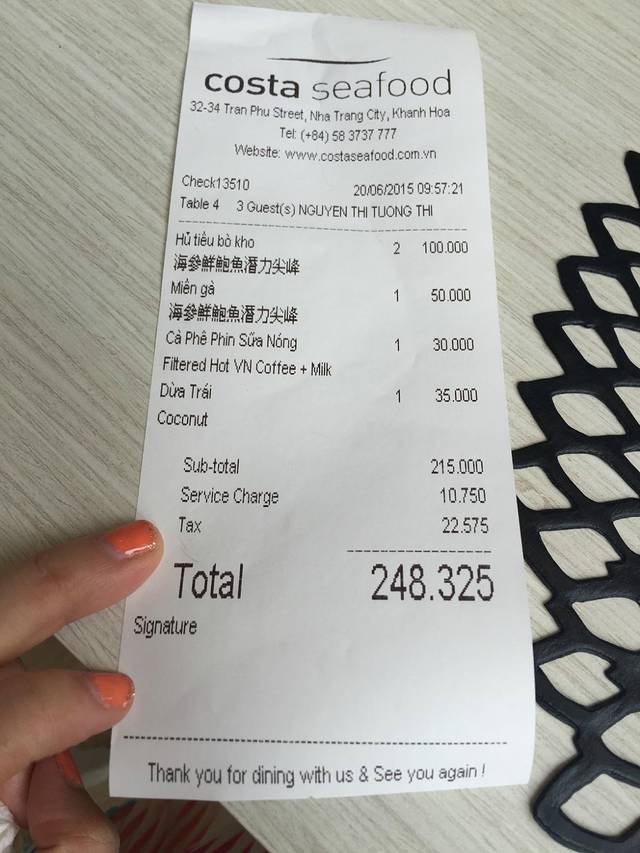 costa seafood
32-34 Tran Phu Street, Nha Trang City, Khanh Hoa
Tel: (+84) 58 3737 777
Website: www.costaseafood.com.vn
Check13510 20/06/2015 09:57:21
Table 4 3 Guest(s) NGUYEN THI TUONG THI
Hủ tiêu bò kho 2 100.000
海參鮮鮑魚潛力尖峰
Miến gà 1 50.000
海參鮮鮑魚潛力尖峰
Cà Phê Phin Sữa Nóng 1 30.000
Filtered Hot VN Coffee + Milk
Dừa Trái 1 35.000
Coconut
Sub-total 215.000
Service Charge 10.750
Tax 22.575
Total 248.325
Signature
Thank you for dining with us & See you again !